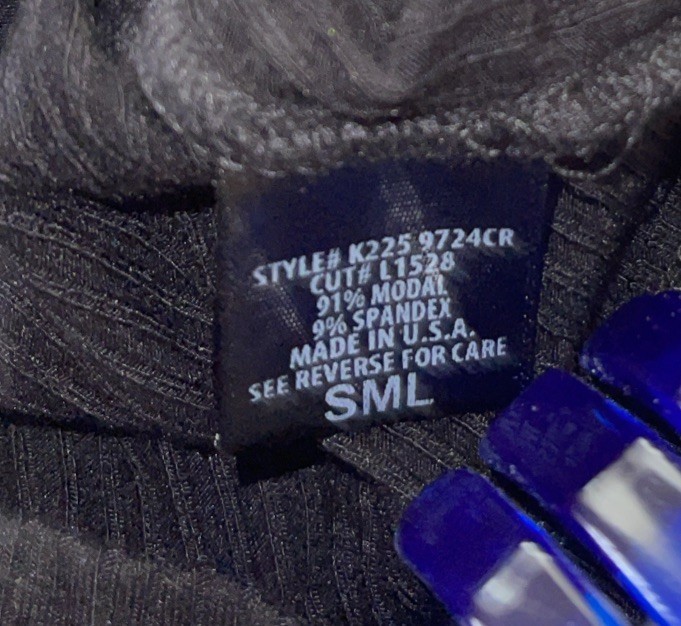 STYLE# K225 9724CR
CUT# L1528
91% MODAL
9% SPANDEX
MADE IN U.S.A.
SEE REVERSE FOR CARE
SML